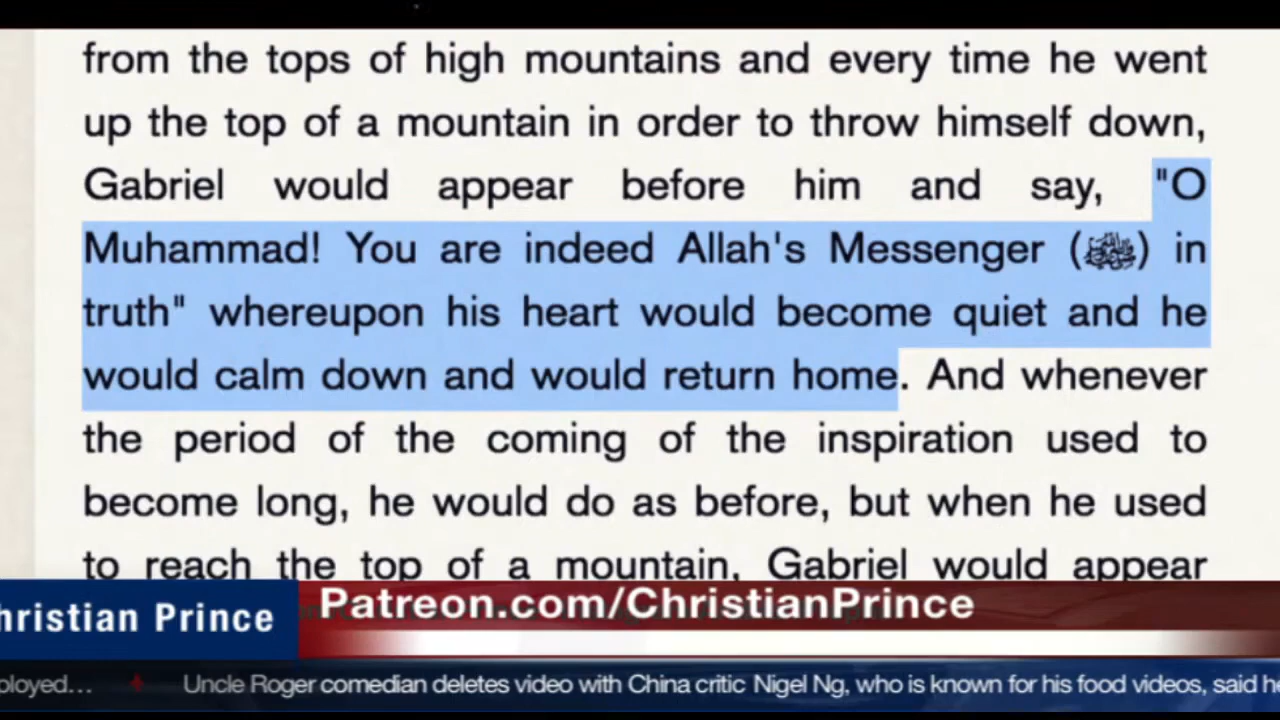 from the tops of high mountains and every time he went
up the top of a mountain in order to throw himself down,
Gabriel would appear before him and say, "O
Muhammad! You are indeed Allah's Messenger (ﷺ) in
truth" whereupon his heart would become quiet and he
would calm down and would return home. And whenever
the period of the coming of the inspiration used to
become long, he would do as before, but when he used
to reach the top of a mountain, Gabriel would appear
hristian Prince
Patreon.com/ChristianPrince
ployed... Uncle Roger comedian deletes video with China critic Nigel Ng, who is known for his food videos, said he